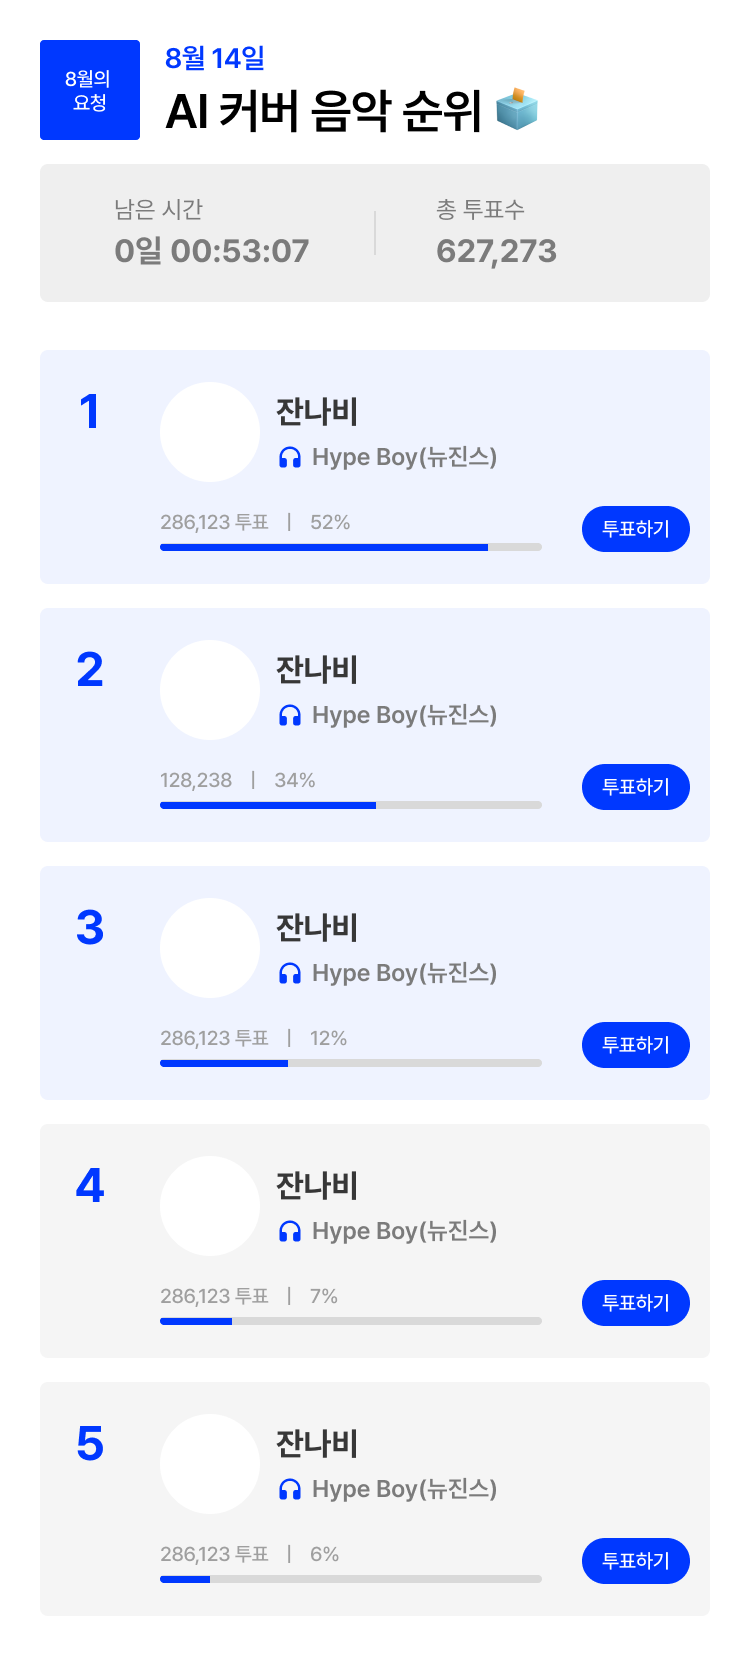 8월의
요청
8월 14일
AI 커버 음악 순위
남은 시간
총 투표수
0일 00:53:07
627,273
1
잔나비
Hype Boy(뉴진스)
286,123 투표 | 52%
투표하기
2
잔나비
Hype Boy(뉴진스)
128,238 | 34%
투표하기
3
잔나비
Hype Boy(뉴진스)
286,123 투표 | 12%
투표하기
4
잔나비
Hype Boy(뉴진스)
286,123 투표 | 7%
투표하기
5
잔나비
Hype Boy(뉴진스)
286,123 투표 | 6%
투표하기